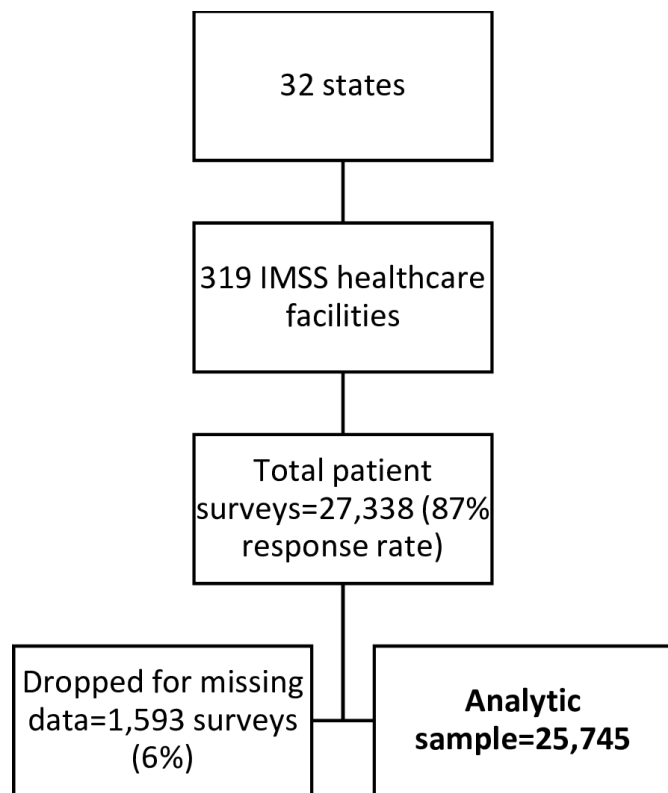 32 states
319 IMSS healthcare
facilities
Total patient
surveys=27,338 (87%
response rate)
Dropped for missing
data=1,593 surveys
(6%)
Analytic
sample=25,745